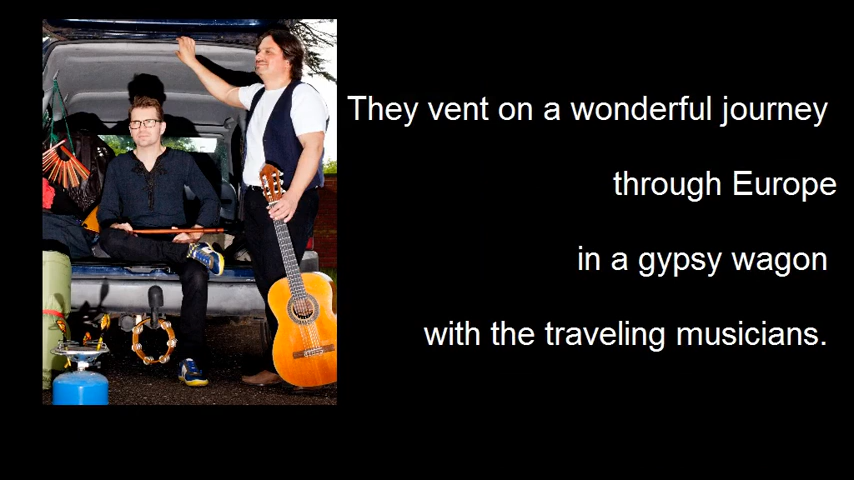 They vent on a wonderful journey
through Europe
in a gypsy wagon
with the traveling musicians.